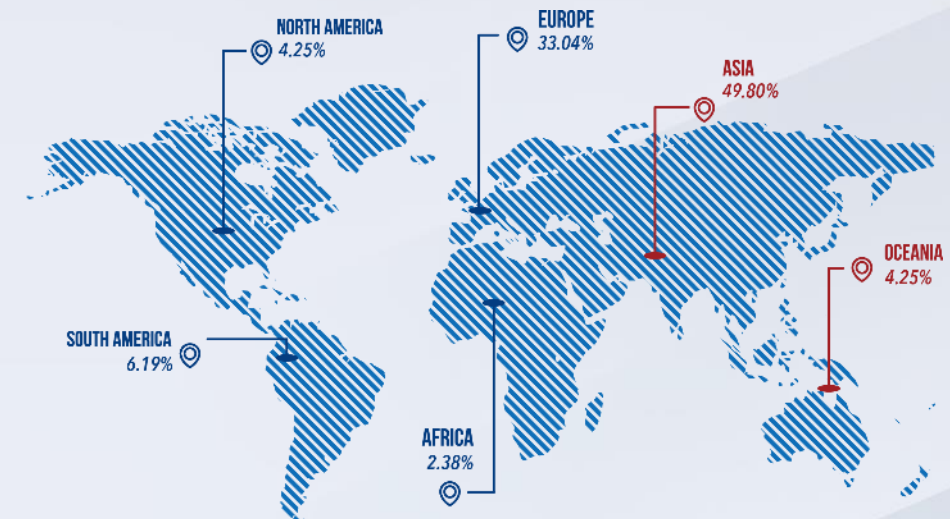 NORTH AMERICA
4.25%
EUROPE
33.04%
ASIA
49.80%
OCEANIA
4.25%
SOUTH AMERICA
6.19%
AFRICA
2.38%